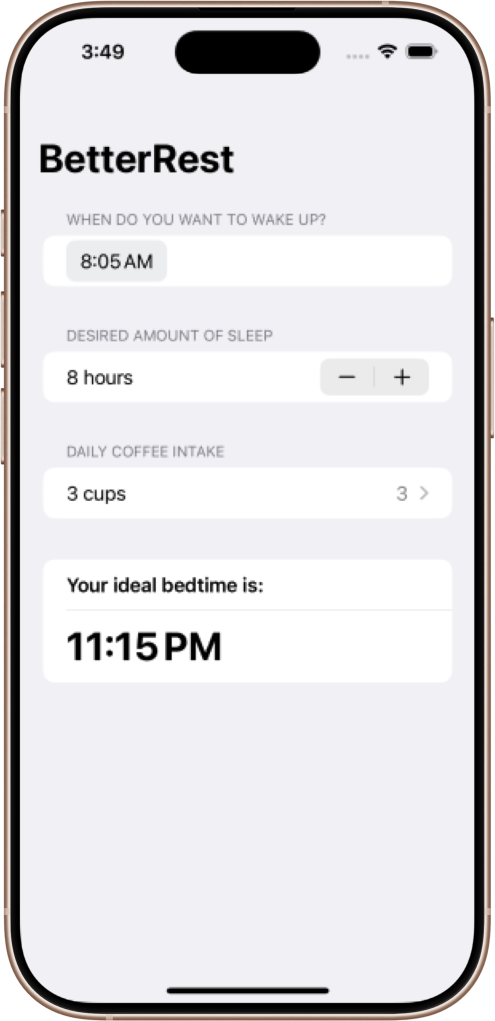 3:49
BetterRest
WHEN DO YOU WANT TO WAKE UP?
8:05 AM
DESIRED AMOUNT OF SLEEP
8 hours
− +
DAILY COFFEE INTAKE
3 cups 3 >
Your ideal bedtime is:
11:15 PM